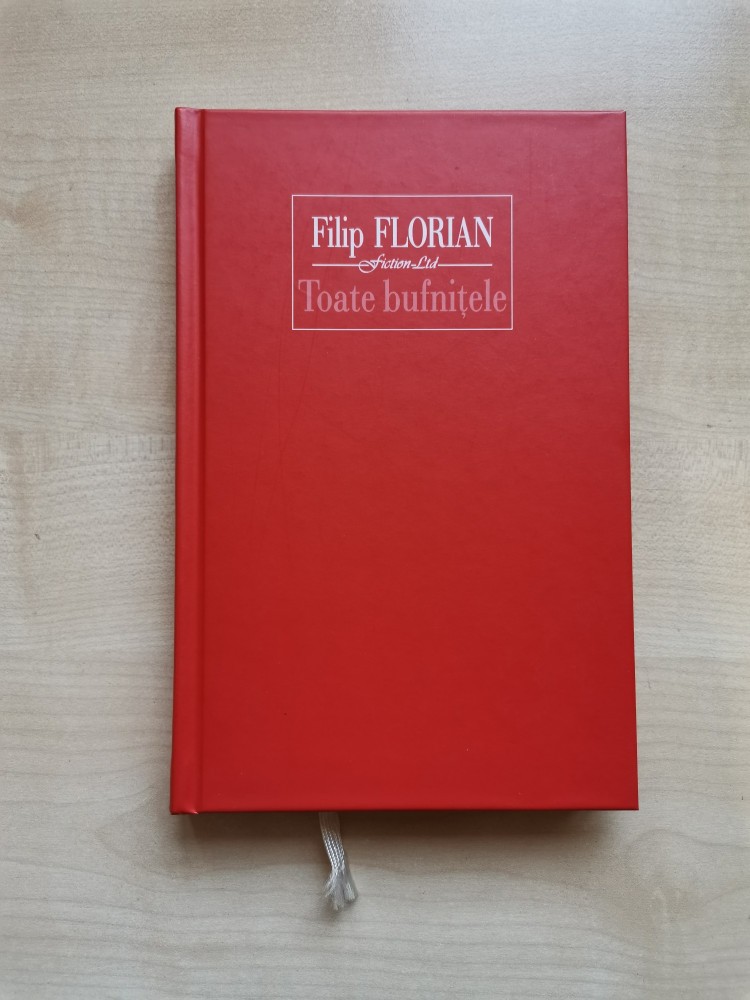 Filip FLORIAN
Fiction-Ltd
Toate bufnițele